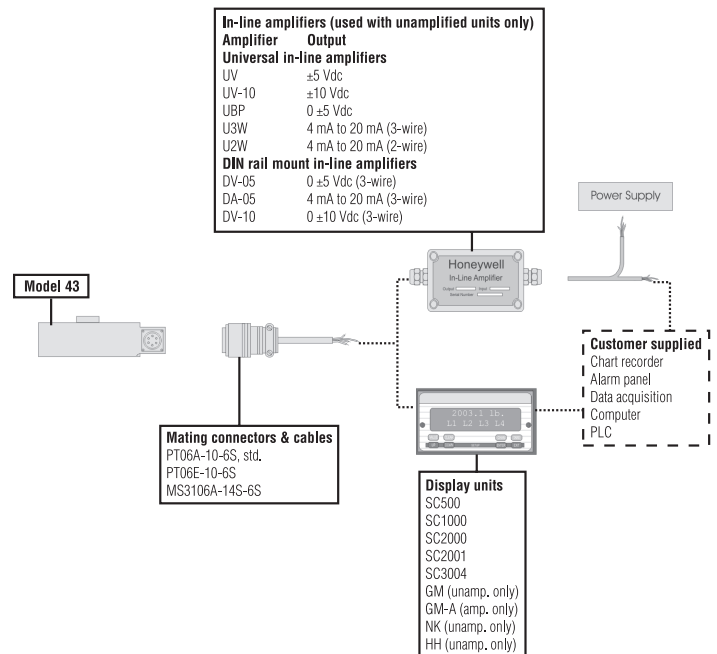 In-line amplifiers (used with unamplified units only)
Amplifier Output
Universal in-line amplifiers
UV ±5 Vdc
UV-10 ±10 Vdc
UBP 0 ±5 Vdc
U3W 4 mA to 20 mA (3-wire)
U2W 4 mA to 20 mA (2-wire)
DIN rail mount in-line amplifiers
DV-05 0 ±5 Vdc (3-wire)
DA-05 4 mA to 20 mA (3-wire)
DV-10 0 ±10 Vdc (3-wire)
Power Supply
Honeywell
In-Line Amplifier
Output Input
Serial Number
Model 43
Mating connectors & cables
PT06A-10-6S, std.
PT06E-10-6S
MS3106A-14S-6S
2003.1 lb.
L1 L2 L3 L4
Customer supplied
Chart recorder
Alarm panel
Data acquisition
Computer
PLC
Display units
SC500
SC1000
SC2000
SC2001
SC3004
GM (unamp. only)
GM-A (amp. only)
NK (unamp. only)
HH (unamp. only)